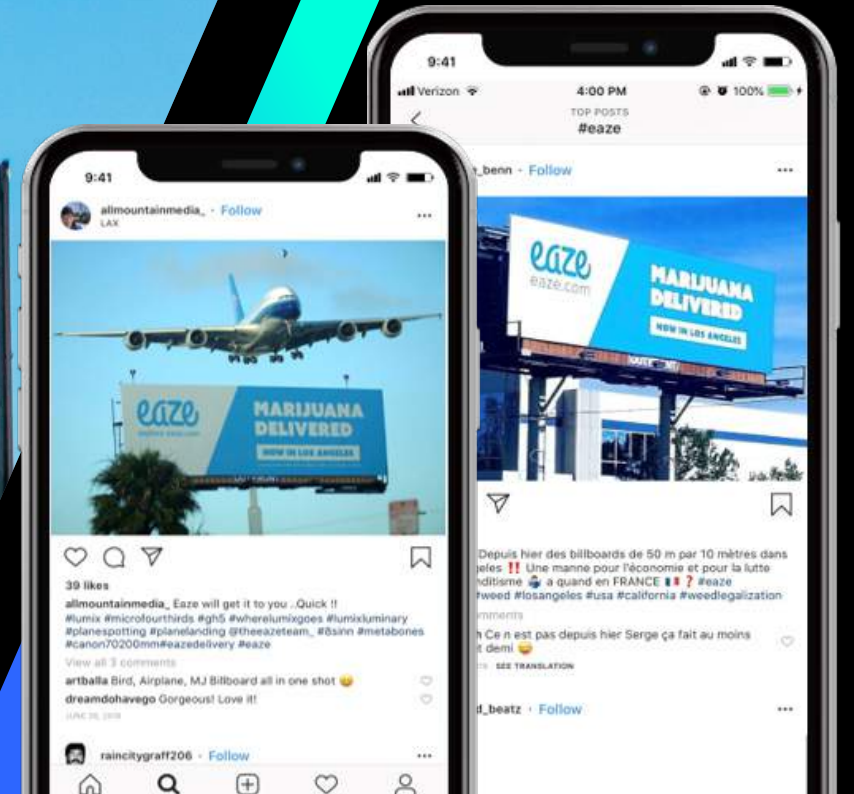 9:41
allmountainmedia_ · Follow
LAX
eaze
MARIJUANA
DELIVERED
NOW IN LOS ANGELES
39 likes
allmountainmedia_ Eaze will get it to you ..Quick !!
#lumix #microfourthirds #gh5 #wherelumixgoes #lumixluminary
#planespotting #planelanding @theeazeteam_ #8sinn #metabones
#canon70200mm#eazedelivery #eaze
View all 3 comments
artballa Bird, Airplane, MJ Billboard all in one shot 😄
dreamdohavego Gorgeous! Love it!
raincitygraff206 · Follow
9:41
Verizon
4:00 PM
100%
TOP POSTS
#eaze
_benn · Follow
eaze
eaze.com
MARIJUANA
DELIVERED
NOW IN LOS ANGELES
Depuis hier des billboards de 50 m par 10 mètres dans
geles ‼️ Une manne pour l'économie et pour la lutte
nditisme a quand en FRANCE 🇫🇷 ❓ #eaze
#weed #losangeles #usa #california #weedlegalization
mments
h Ce n est pas depuis hier Serge ça fait au moins
t demi 😄
SEE TRANSLATION
d_beatz · Follow